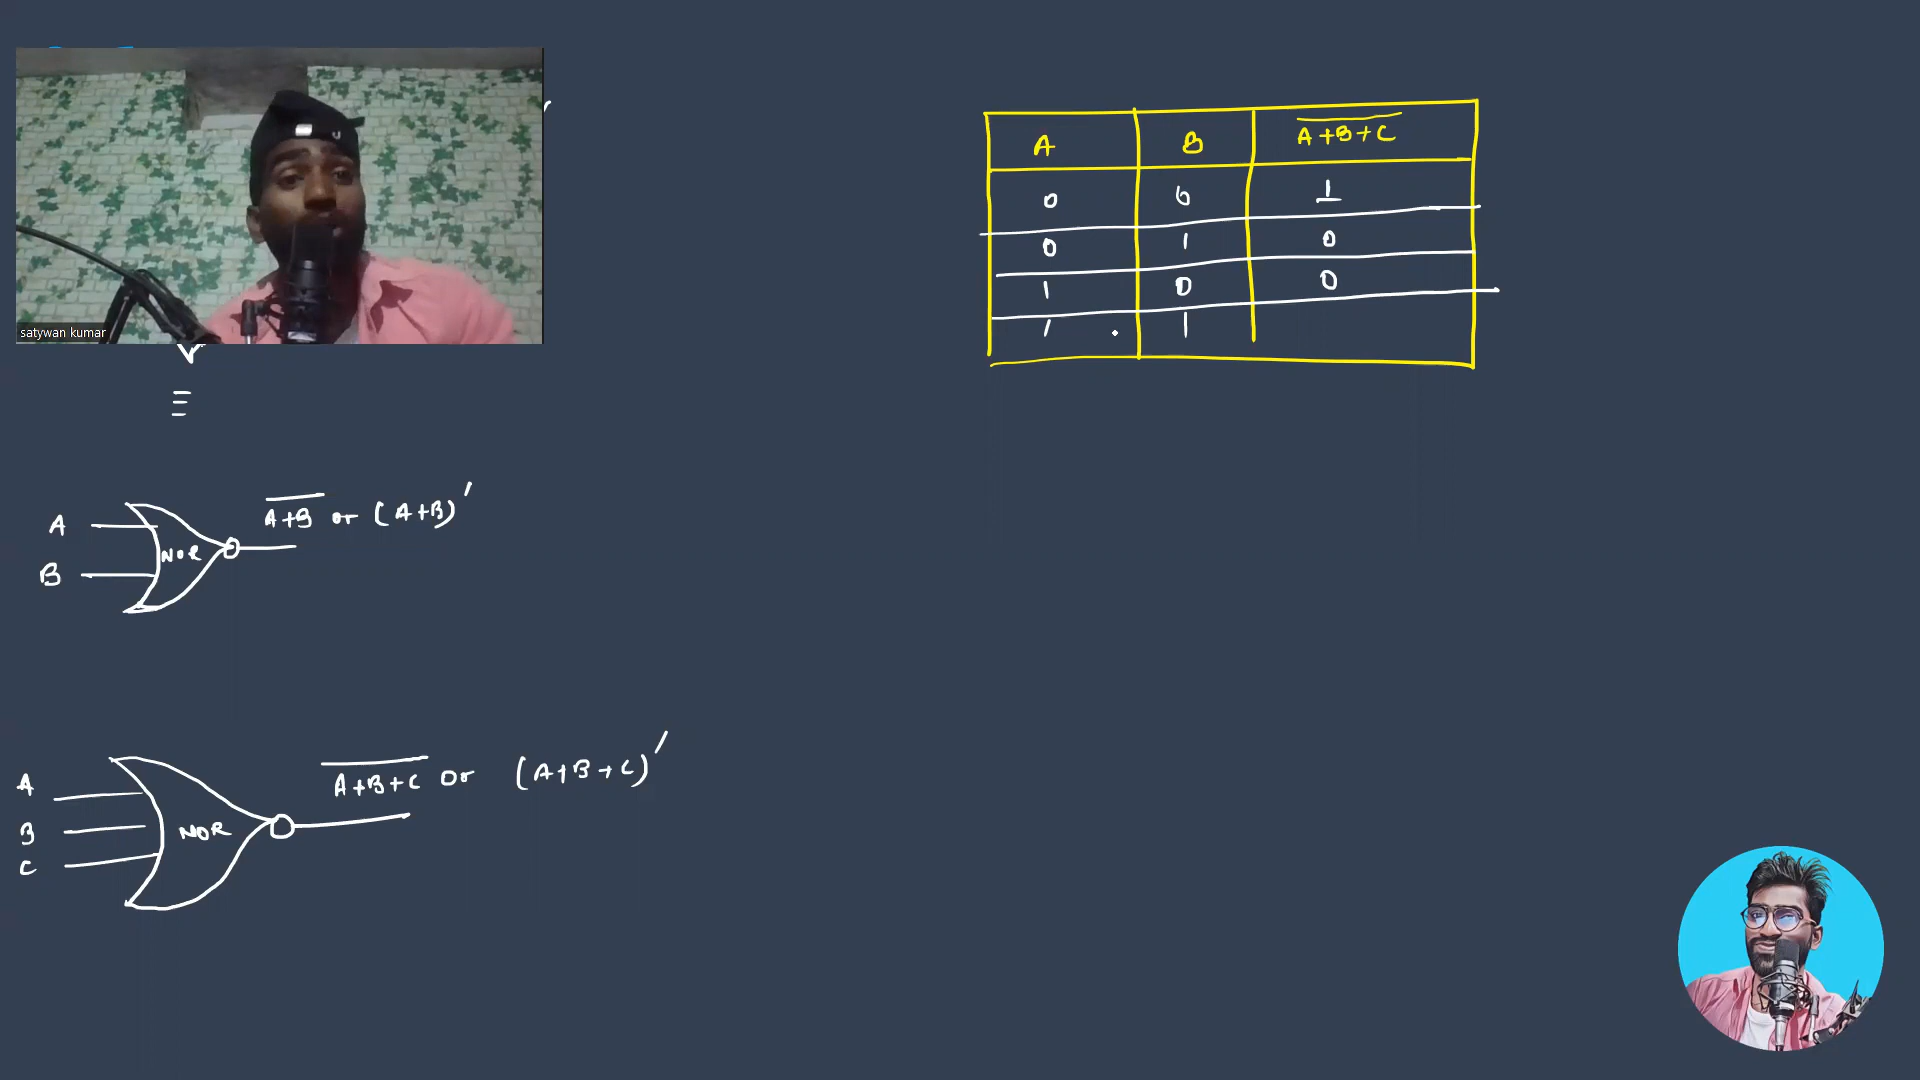 satywan kumar
A B A+B+C
0 0 1
0 1 0
1 0 0
1 1
A
B
NOR
A+B or (A+B)'
A
B
C
NOR
A+B+C or (A+B+C)'